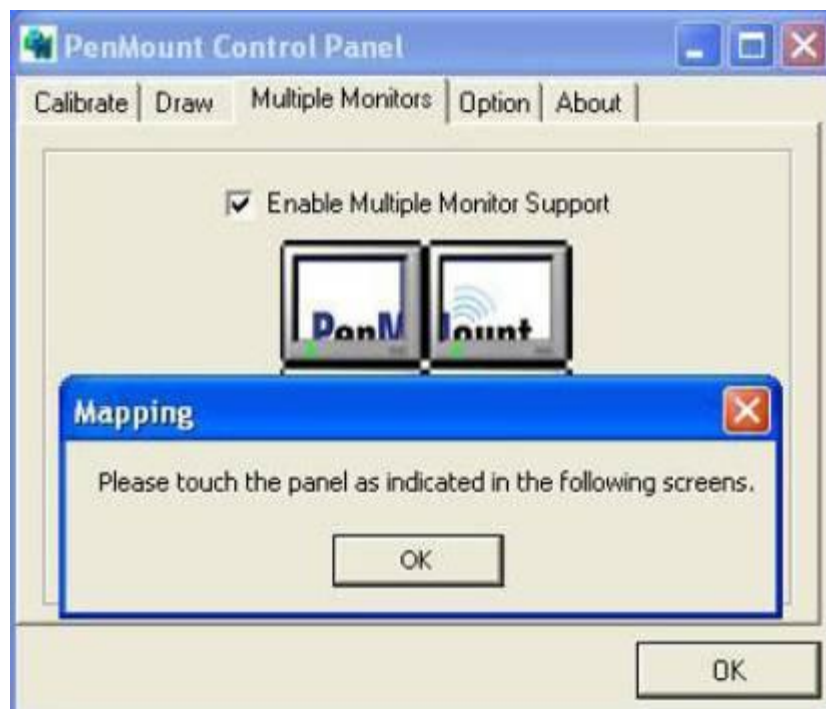 PenMount Control Panel
Calibrate Draw Multiple Monitors Option About
Enable Multiple Monitor Support
PenMount
Mapping
Please touch the panel as indicated in the following screens.
OK
OK